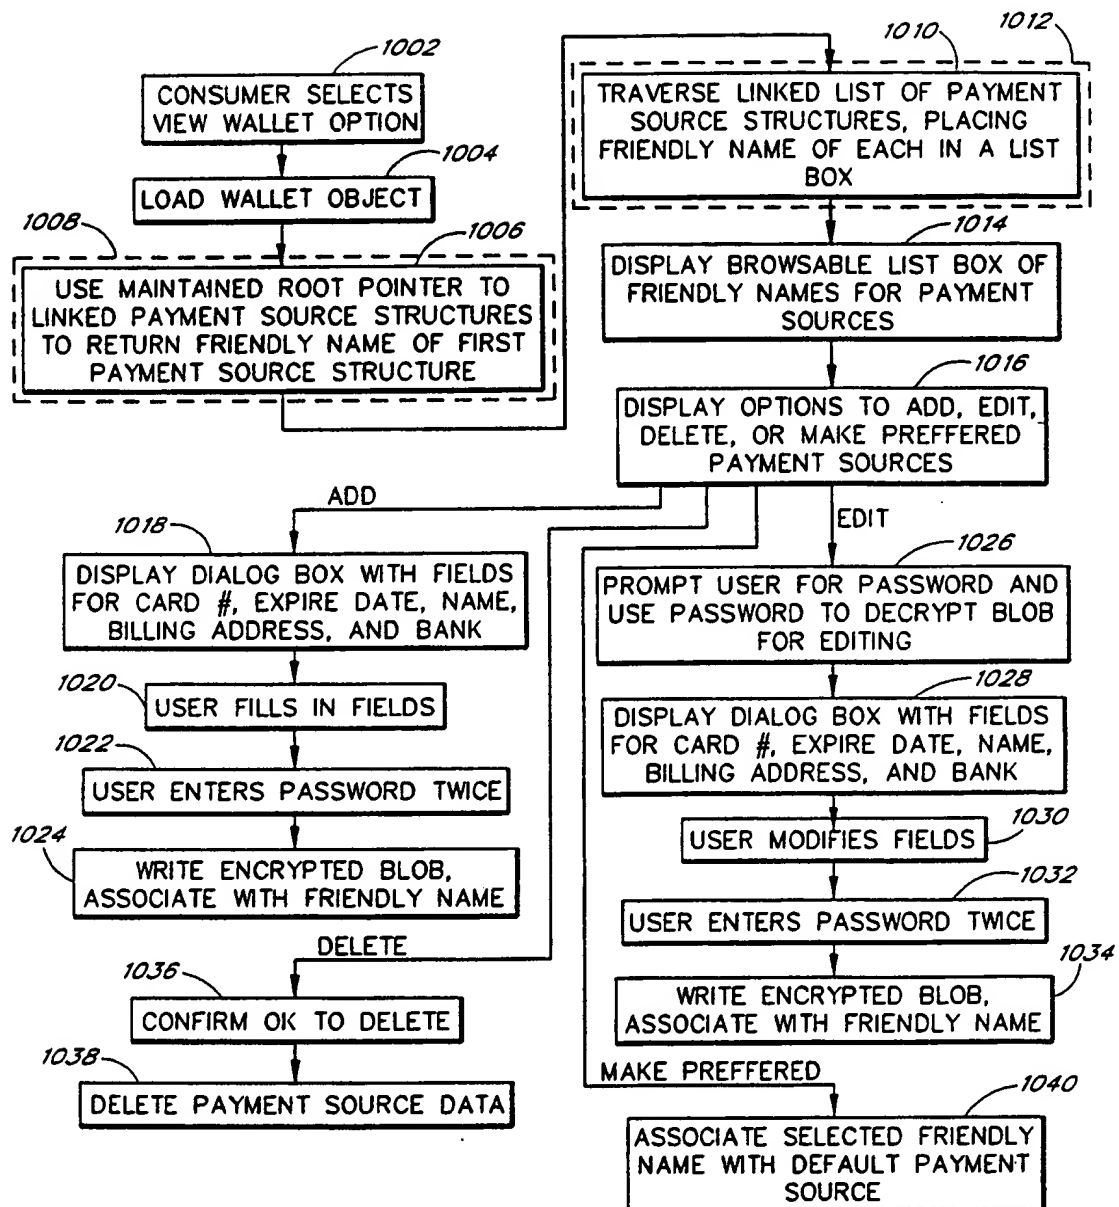 1002
CONSUMER SELECTS
VIEW WALLET OPTION
1004
LOAD WALLET OBJECT
1008
1006
USE MAINTAINED ROOT POINTER TO
LINKED PAYMENT SOURCE STRUCTURES
TO RETURN FRIENDLY NAME OF FIRST
PAYMENT SOURCE STRUCTURE
1010
1012
TRAVERSE LINKED LIST OF PAYMENT
SOURCE STRUCTURES, PLACING
FRIENDLY NAME OF EACH IN A LIST
BOX
1014
DISPLAY BROWSABLE LIST BOX OF
FRIENDLY NAMES FOR PAYMENT
SOURCES
1016
DISPLAY OPTIONS TO ADD, EDIT,
DELETE, OR MAKE PREFFERED
PAYMENT SOURCES
ADD
1018
DISPLAY DIALOG BOX WITH FIELDS
FOR CARD #, EXPIRE DATE, NAME,
BILLING ADDRESS, AND BANK
1020
USER FILLS IN FIELDS
1022
USER ENTERS PASSWORD TWICE
1024
WRITE ENCRYPTED BLOB,
ASSOCIATE WITH FRIENDLY NAME
EDIT
1026
PROMPT USER FOR PASSWORD AND
USE PASSWORD TO DECRYPT BLOB
FOR EDITING
1028
DISPLAY DIALOG BOX WITH FIELDS
FOR CARD #, EXPIRE DATE, NAME,
BILLING ADDRESS, AND BANK
1030
USER MODIFIES FIELDS
1032
USER ENTERS PASSWORD TWICE
1034
WRITE ENCRYPTED BLOB,
ASSOCIATE WITH FRIENDLY NAME
DELETE
1036
CONFIRM OK TO DELETE
1038
DELETE PAYMENT SOURCE DATA
MAKE PREFFERED
1040
ASSOCIATE SELECTED FRIENDLY
NAME WITH DEFAULT PAYMENT
SOURCE